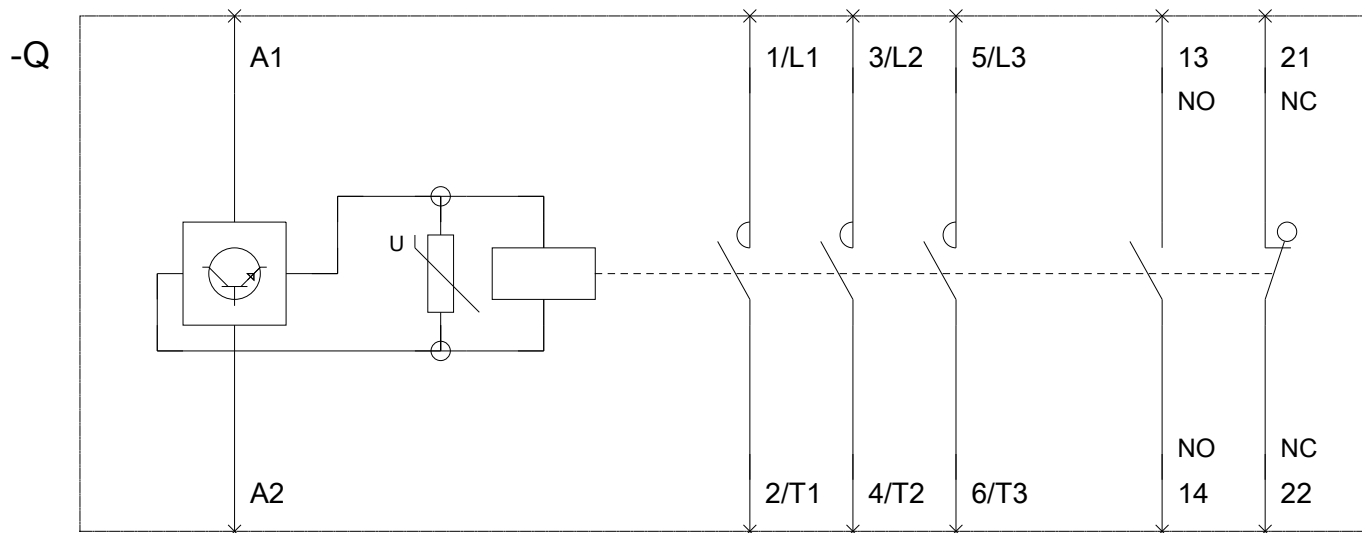 -Q
A1 1/L1 3/L2 5/L3 13 21
NO NC
U
NO NC
A2 2/T1 4/T2 6/T3 14 22